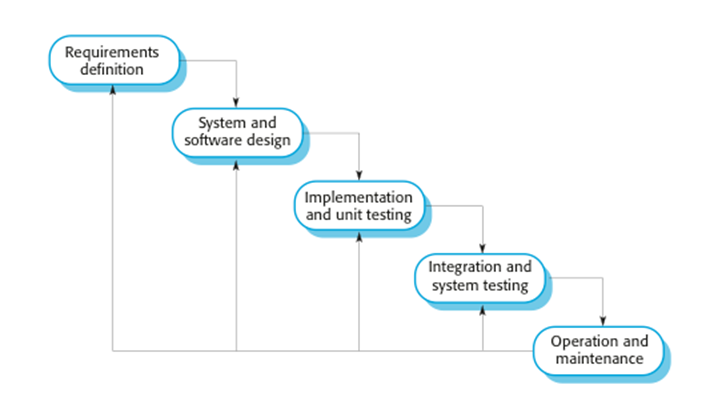 Requirements
definition
System and
software design
Implementation
and unit testing
Integration and
system testing
Operation and
maintenance